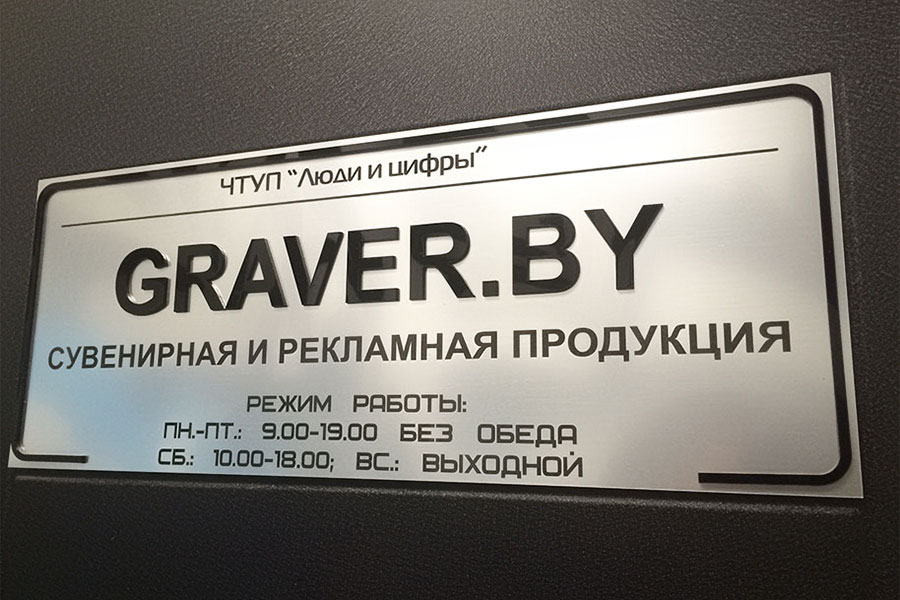 ЧТУП "Люди и цифры"
GRAVER.BY
СУВЕНИРНАЯ И РЕКЛАМНАЯ ПРОДУКЦИЯ
РЕЖИМ РАБОТЫ:
ПН.-ПТ.: 9.00-19.00 БЕЗ ОБЕДА
СБ.: 10.00-18.00; ВС.: ВЫХОДНОЙ